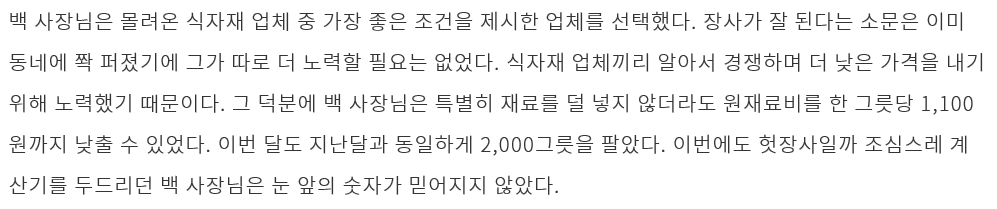 백 사장님은 몰려온 식자재 업체 중 가장 좋은 조건을 제시한 업체를 선택했다. 장사가 잘 된다는 소문은 이미
동네에 쫙 퍼졌기에 그가 따로 더 노력할 필요는 없었다. 식자재 업체끼리 알아서 경쟁하며 더 낮은 가격을 내기
위해 노력했기 때문이다. 그 덕분에 백 사장님은 특별히 재료를 덜 넣지 않더라도 원재료비를 한 그릇당 1,100
원까지 낮출 수 있었다. 이번 달도 지난달과 동일하게 2,000그릇을 팔았다. 이번에도 헛장사일까 조심스레 계
산기를 두드리던 백 사장님은 눈 앞의 숫자가 믿어지지 않았다.